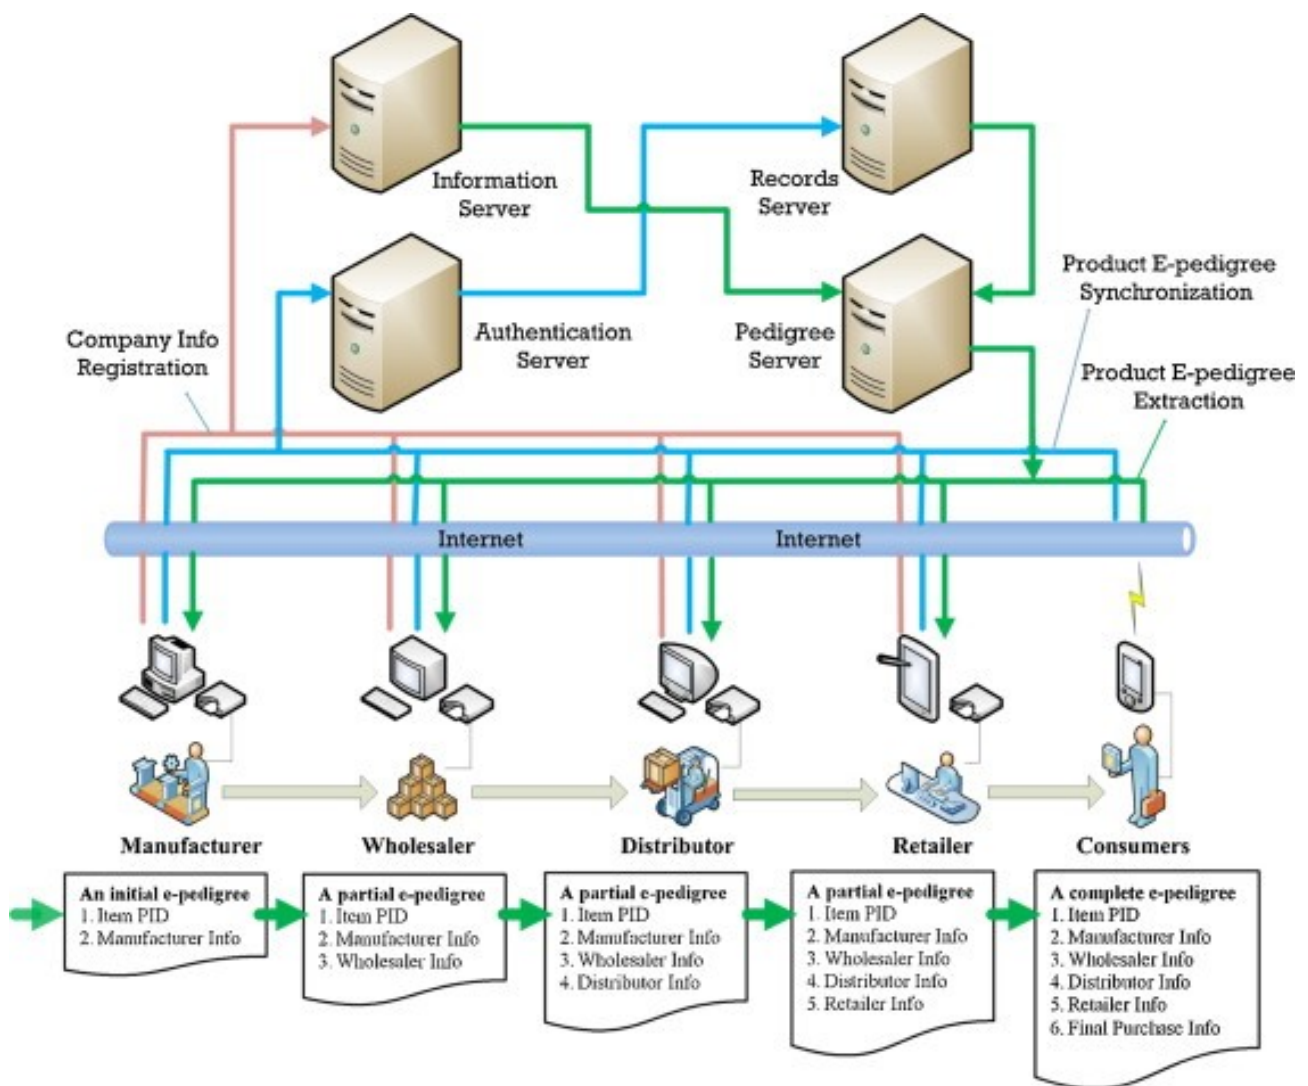 Information
Server
Records
Server
Product E-pedigree
Synchronization
Company Info
Registration
Authentication
Server
Pedigree
Server
Product E-pedigree
Extraction
Internet
Internet
Manufacturer
Wholesaler
Distributor
Retailer
Consumers
An initial e-pedigree
1. Item PID
2. Manufacturer Info
A partial e-pedigree
1. Item PID
2. Manufacturer Info
3. Wholesaler Info
A partial e-pedigree
1. Item PID
2. Manufacturer Info
3. Wholesaler Info
4. Distributor Info
A partial e-pedigree
1. Item PID
2. Manufacturer Info
3. Wholesaler Info
4. Distributor Info
5. Retailer Info
A complete e-pedigree
1. Item PID
2. Manufacturer Info
3. Wholesaler Info
4. Distributor Info
5. Retailer Info
6. Final Purchase Info